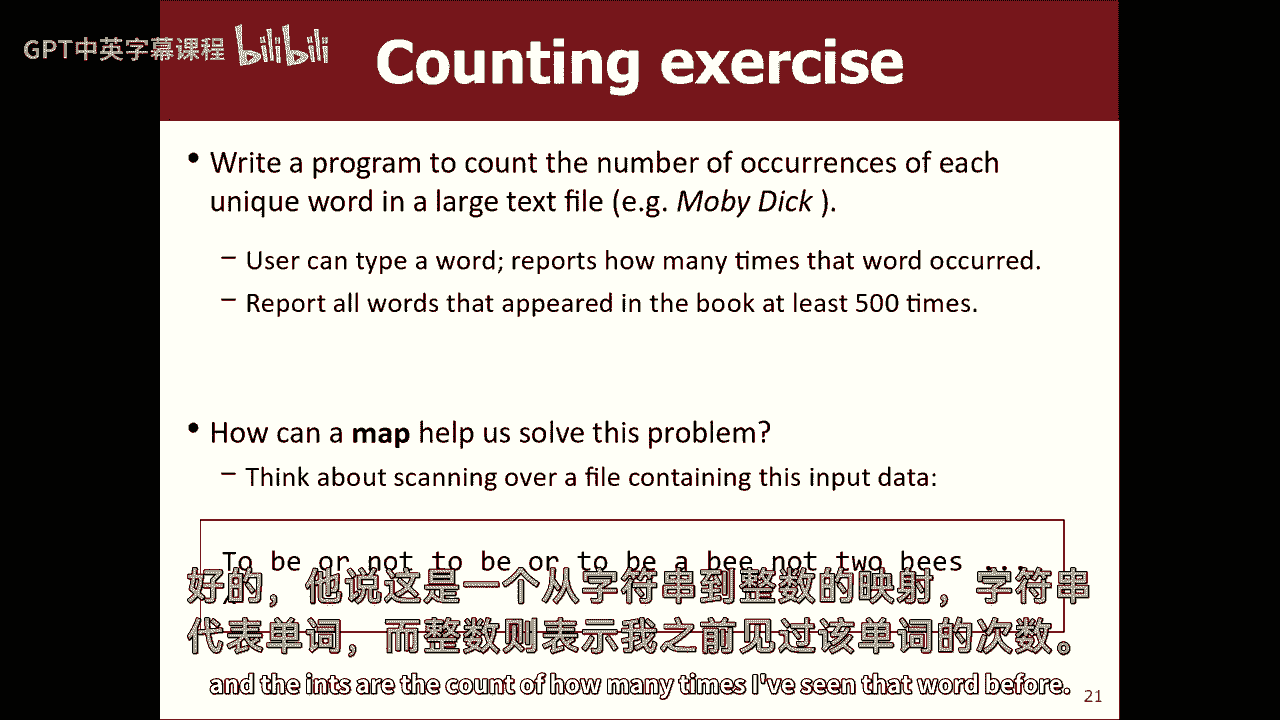 GPT中英字幕课程 bilibili
Counting exercise
• Write a program to count the number of occurrences of each
unique word in a large text file (e.g. Moby Dick ).
– User can type a word; reports how many times that word occurred.
– Report all words that appeared in the book at least 500 times.
• How can a map help us solve this problem?
– Think about scanning over a file containing this input data:
To be or not to be or to be a bee not two bees ...
好的，他说这是一个从字符串到整数的映射，字符串
代表单词，而整数则表示我之前见过该单词的次数。
and the ints are the count of how many times I've seen that word before.
21